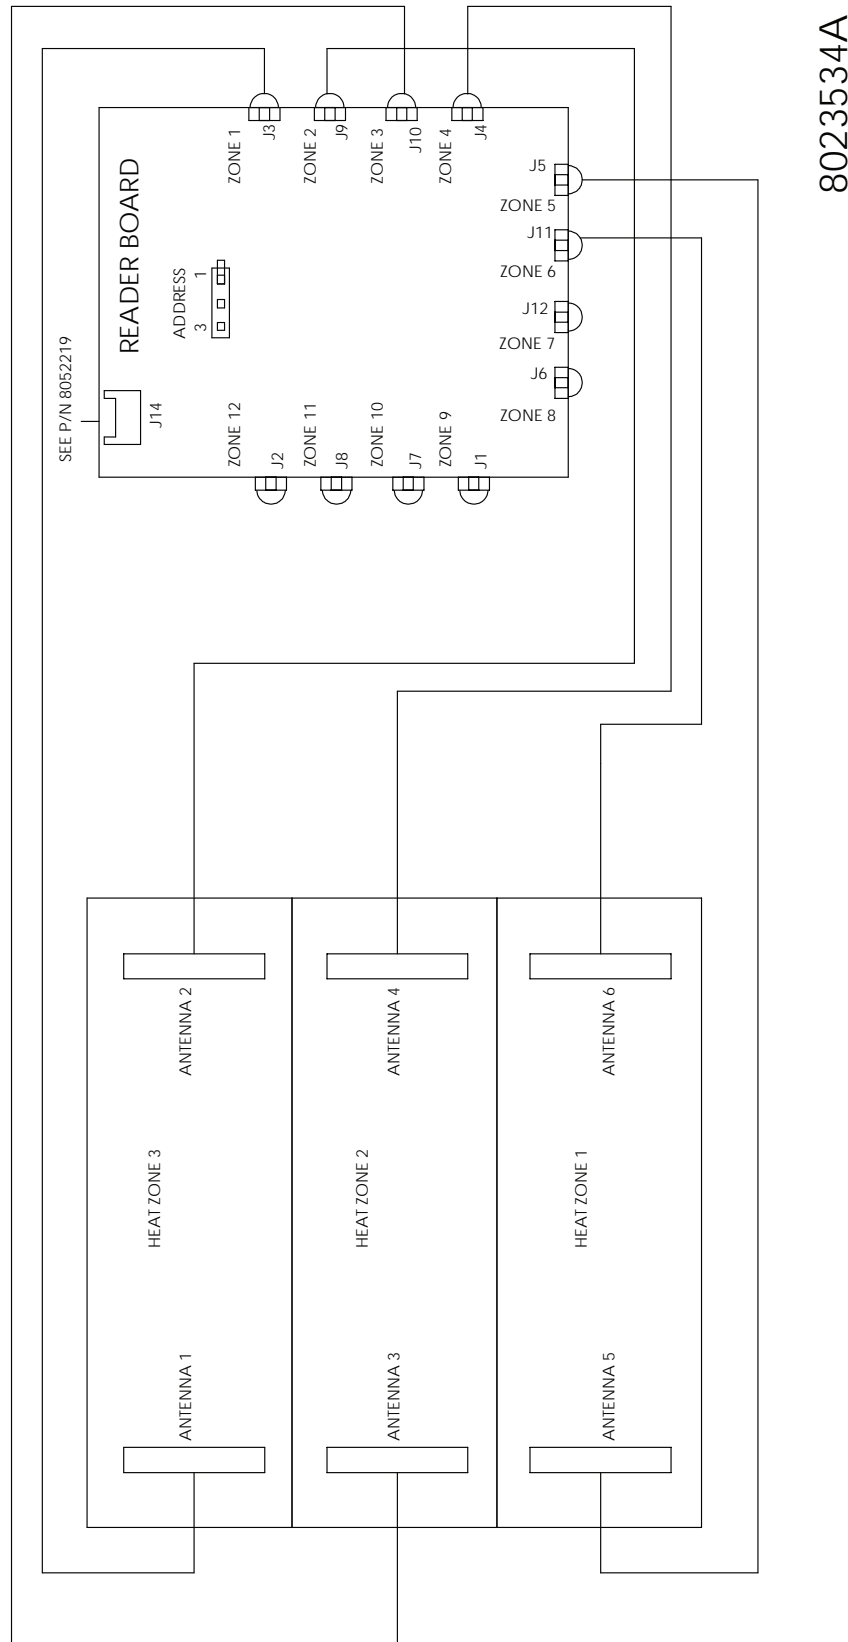 8023534A
SEE P/N 8052219
J14
READER BOARD
ADDRESS
3 1
ZONE 1
J3
ZONE 2
J9
ZONE 3
J10
ZONE 4
J4
J5
ZONE 5
J11
ZONE 6
J12
ZONE 7
J6
ZONE 8
ZONE 12
J2
ZONE 11
J8
ZONE 10
J7
ZONE 9
J1
ANTENNA 2
ANTENNA 4
ANTENNA 6
HEAT ZONE 3
HEAT ZONE 2
HEAT ZONE 1
ANTENNA 1
ANTENNA 3
ANTENNA 5